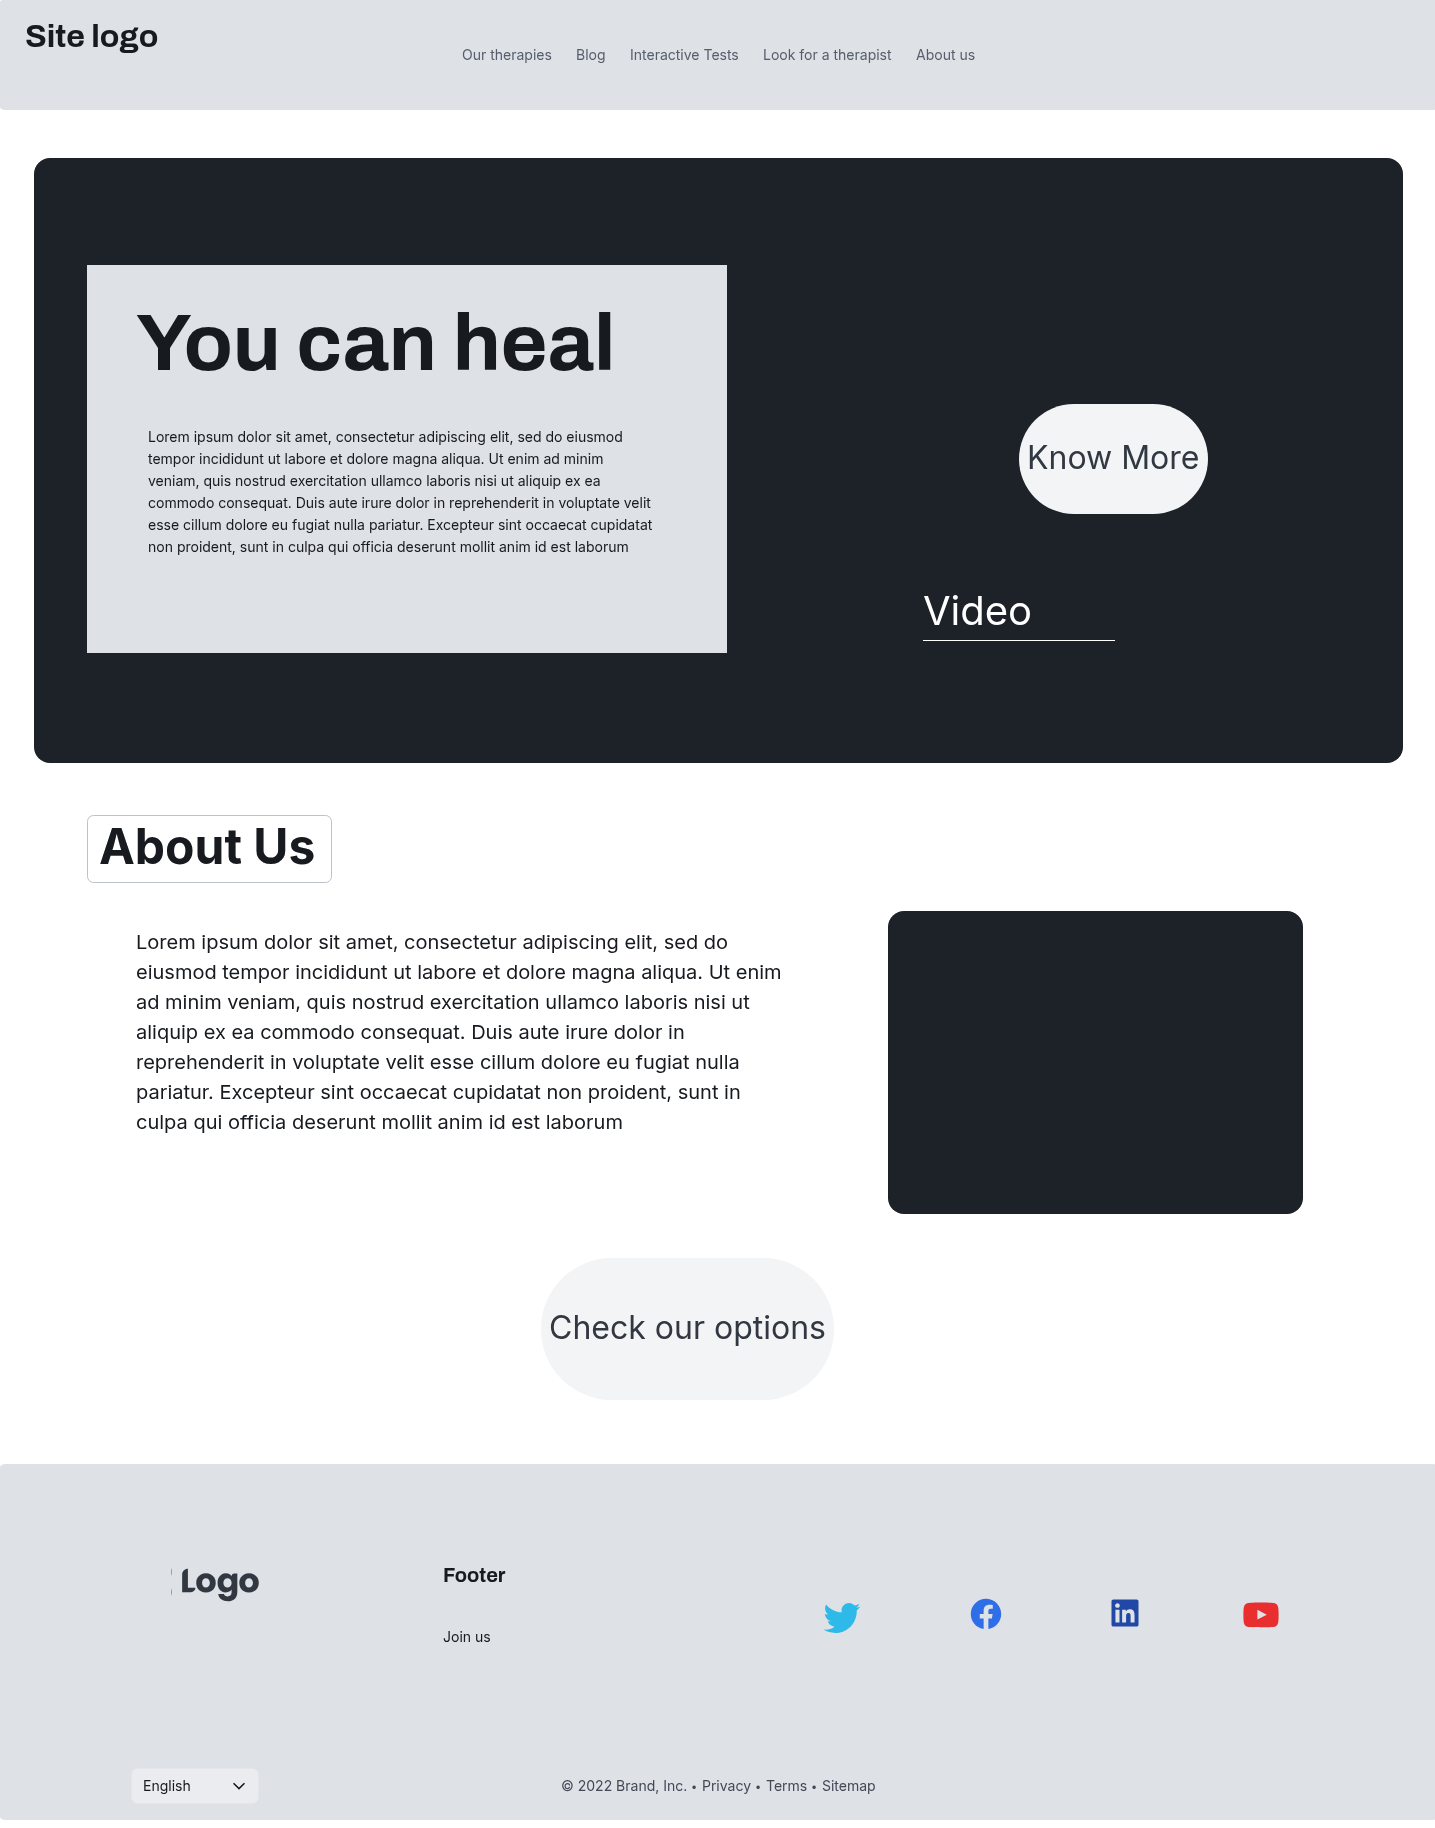 Site logo
Our therapies Blog Interactive Tests Look for a therapist About us
You can heal
Lorem ipsum dolor sit amet, consectetur adipiscing elit, sed do eiusmod
tempor incididunt ut labore et dolore magna aliqua. Ut enim ad minim
veniam, quis nostrud exercitation ullamco laboris nisi ut aliquip ex ea
commodo consequat. Duis aute irure dolor in reprehenderit in voluptate velit
esse cillum dolore eu fugiat nulla pariatur. Excepteur sint occaecat cupidatat
non proident, sunt in culpa qui officia deserunt mollit anim id est laborum
Know More
Video
About Us
Lorem ipsum dolor sit amet, consectetur adipiscing elit, sed do
eiusmod tempor incididunt ut labore et dolore magna aliqua. Ut enim
ad minim veniam, quis nostrud exercitation ullamco laboris nisi ut
aliquip ex ea commodo consequat. Duis aute irure dolor in
reprehenderit in voluptate velit esse cillum dolore eu fugiat nulla
pariatur. Excepteur sint occaecat cupidatat non proident, sunt in
culpa qui officia deserunt mollit anim id est laborum
Check our options
Logo
Footer
Join us
in
English
© 2022 Brand, Inc. • Privacy • Terms • Sitemap